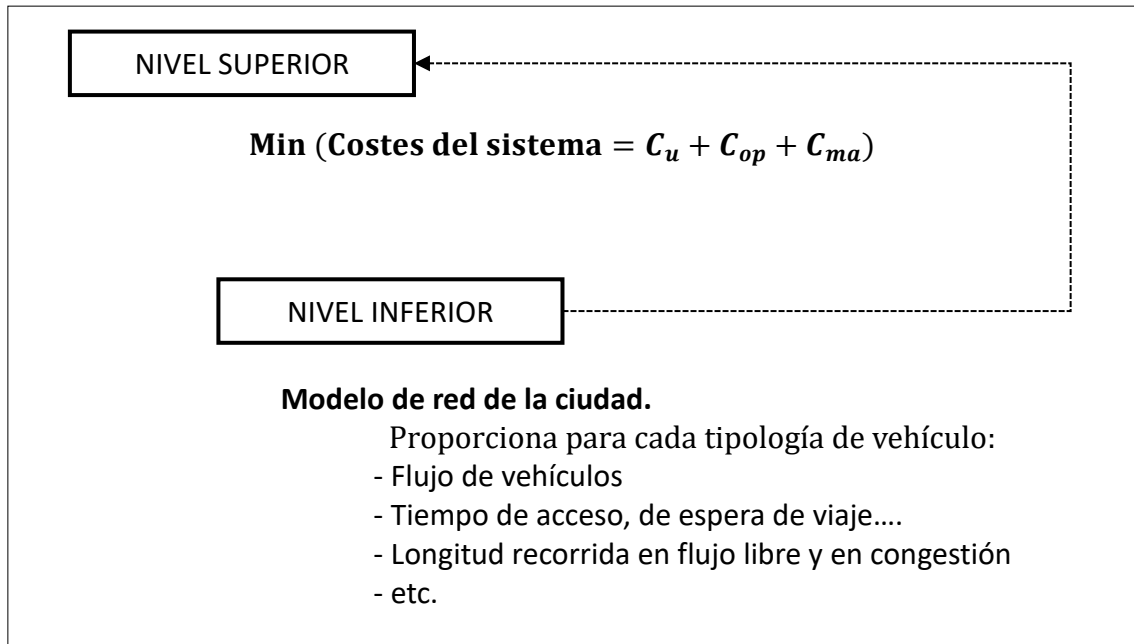 NIVEL SUPERIOR
Min (Costes del sistema = C_u + C_op + C_ma)
NIVEL INFERIOR
Modelo de red de la ciudad.
Proporciona para cada tipología de vehículo:
- Flujo de vehículos
- Tiempo de acceso, de espera de viaje....
- Longitud recorrida en flujo libre y en congestión
- etc.